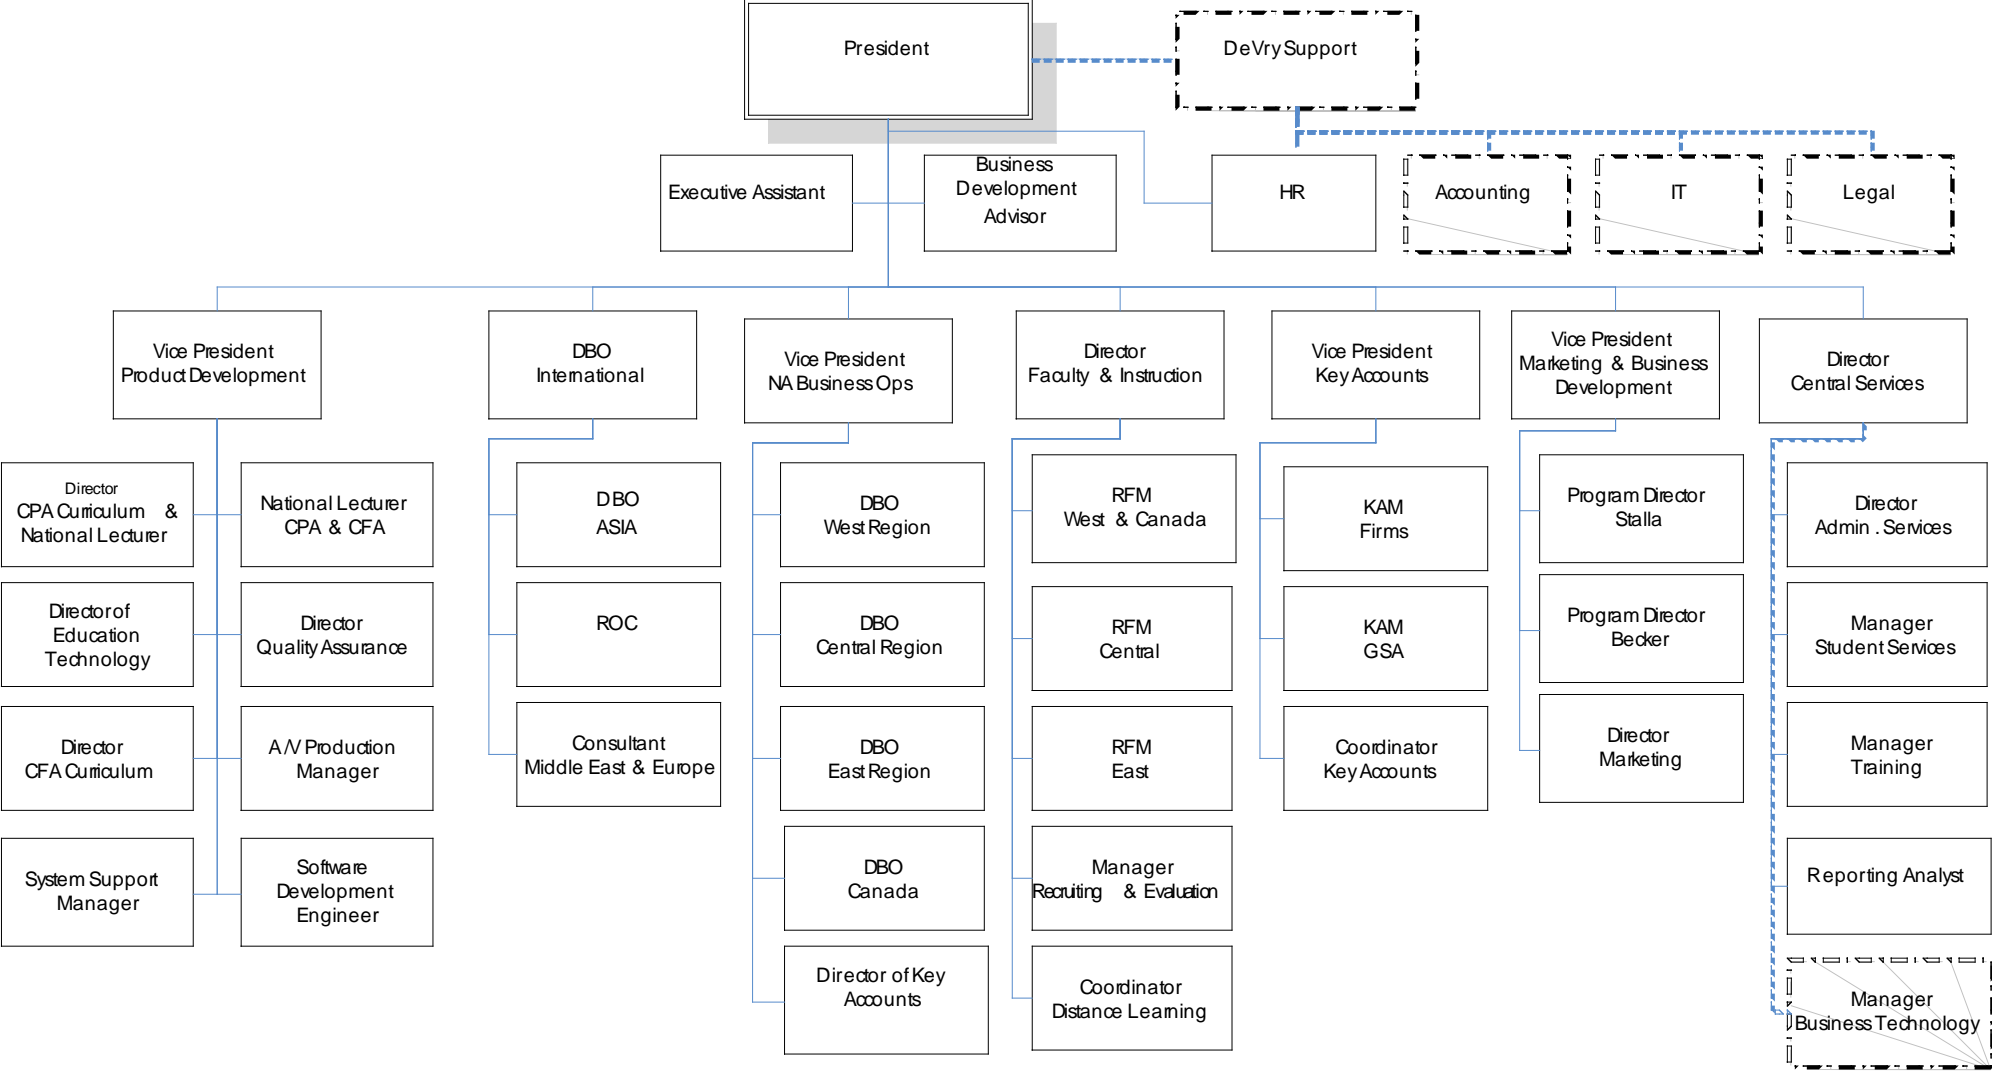 President
DeVry Support
Executive Assistant
Business
Development
Advisor
HR
Accounting
IT
Legal
Vice President
Product Development
DBO
International
Vice President
NA Business Ops
Director
Faculty & Instruction
Vice President
Key Accounts
Vice President
Marketing & Business
Development
Director
Central Services
Director
CPA Curriculum &
National Lecturer
National Lecturer
CPA & CFA
Director of
Education
Technology
Director
Quality Assurance
Director
CFA Curriculum
A/V Production
Manager
System Support
Manager
Software
Development
Engineer
DBO
ASIA
ROC
Consultant
Middle East & Europe
DBO
West Region
DBO
Central Region
DBO
East Region
DBO
Canada
Director of Key
Accounts
RFM
West & Canada
RFM
Central
RFM
East
Manager
Recruiting & Evaluation
Coordinator
Distance Learning
KAM
Firms
KAM
GSA
Coordinator
Key Accounts
Program Director
Stalla
Program Director
Becker
Director
Marketing
Director
Admin. Services
Manager
Student Services
Manager
Training
Reporting Analyst
Manager
Business Technology